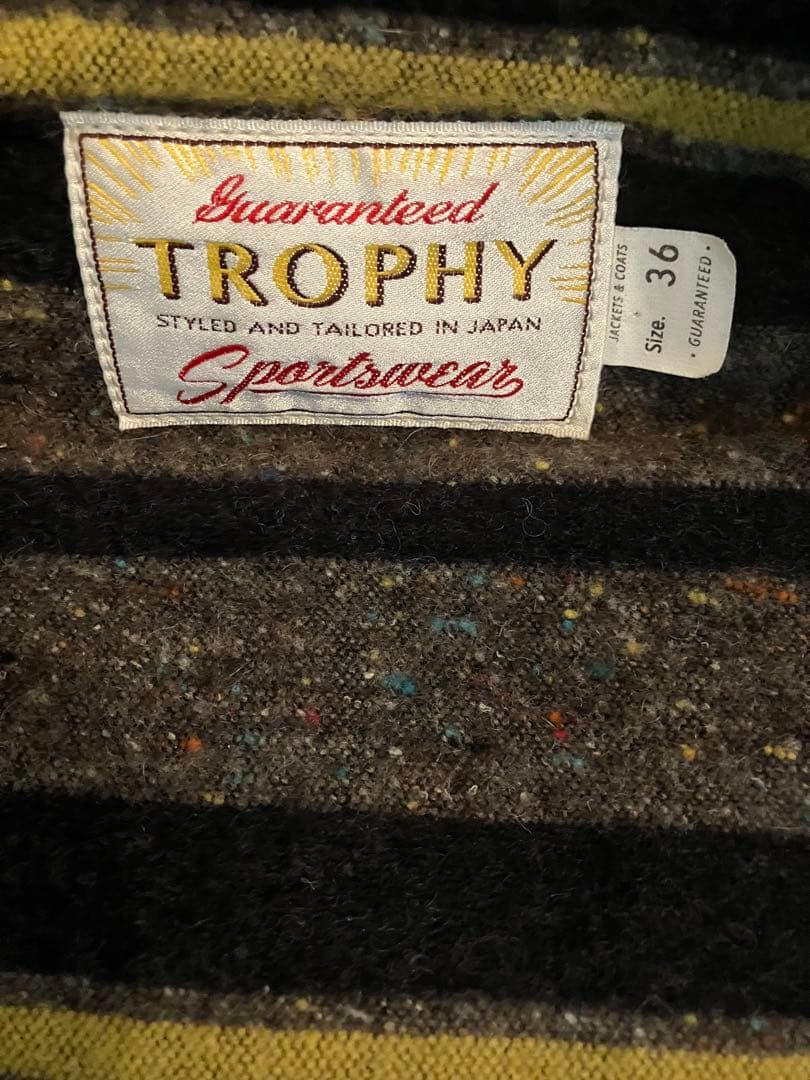 Guaranteed
TROPHY
STYLED AND TAILORED IN JAPAN
Sportswear
JACKETS & COATS
Size. 36
• GUARANTEED •